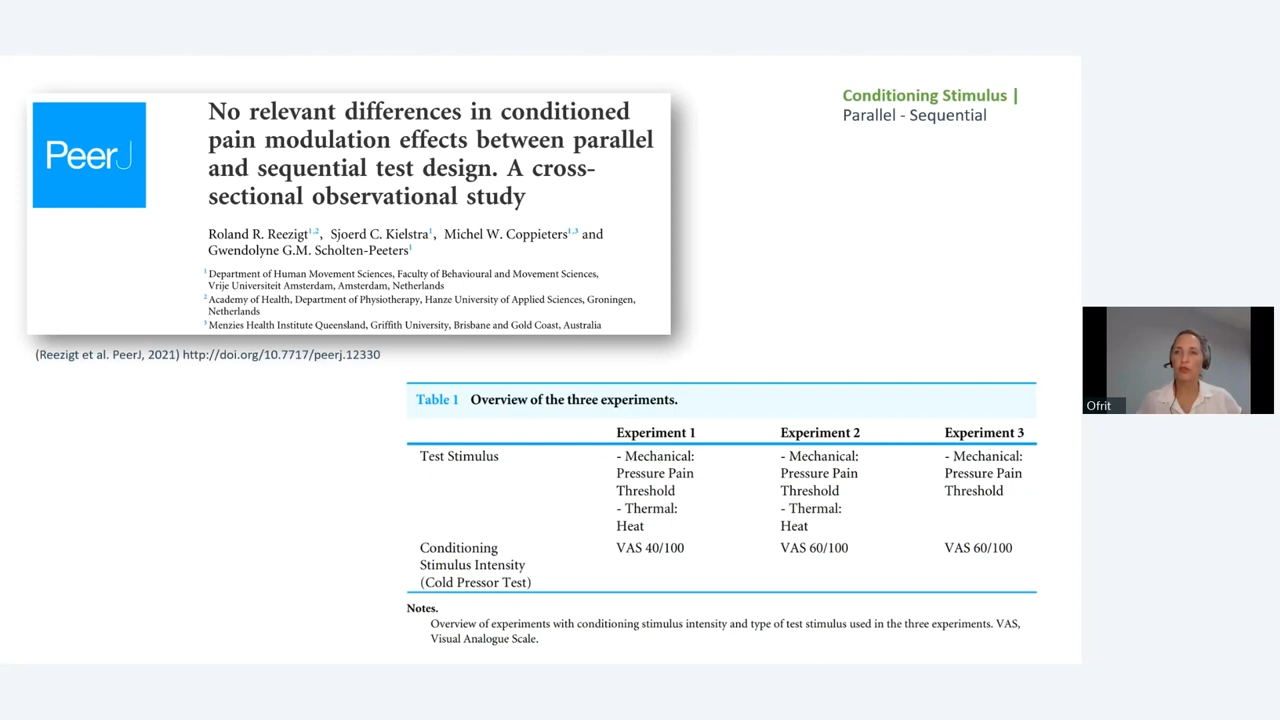 PeerJ
No relevant differences in conditioned
pain modulation effects between parallel
and sequential test design. A cross-
sectional observational study
Roland R. Reezigt1,2, Sjoerd C. Kielstra1, Michel W. Coppieters1,3 and
Gwendolyne G.M. Scholten-Peeters1
1 Department of Human Movement Sciences, Faculty of Behavioural and Movement Sciences,
Vrije Universiteit Amsterdam, Amsterdam, Netherlands
2 Academy of Health, Department of Physiotherapy, Hanze University of Applied Sciences, Groningen,
Netherlands
3 Menzies Health Institute Queensland, Griffith University, Brisbane and Gold Coast, Australia
(Reezigt et al. PeerJ, 2021) http://doi.org/10.7717/peerj.12330
Conditioning Stimulus |
Parallel - Sequential
Table 1 Overview of the three experiments.
Experiment 1 Experiment 2 Experiment 3
Test Stimulus - Mechanical: - Mechanical: - Mechanical:
Pressure Pain Pressure Pain Pressure Pain
Threshold Threshold Threshold
- Thermal: - Thermal:
Heat Heat
Conditioning VAS 40/100 VAS 60/100 VAS 60/100
Stimulus Intensity
(Cold Pressor Test)
Notes.
Overview of experiments with conditioning stimulus intensity and type of test stimulus used in the three experiments. VAS,
Visual Analogue Scale.
Ofrit